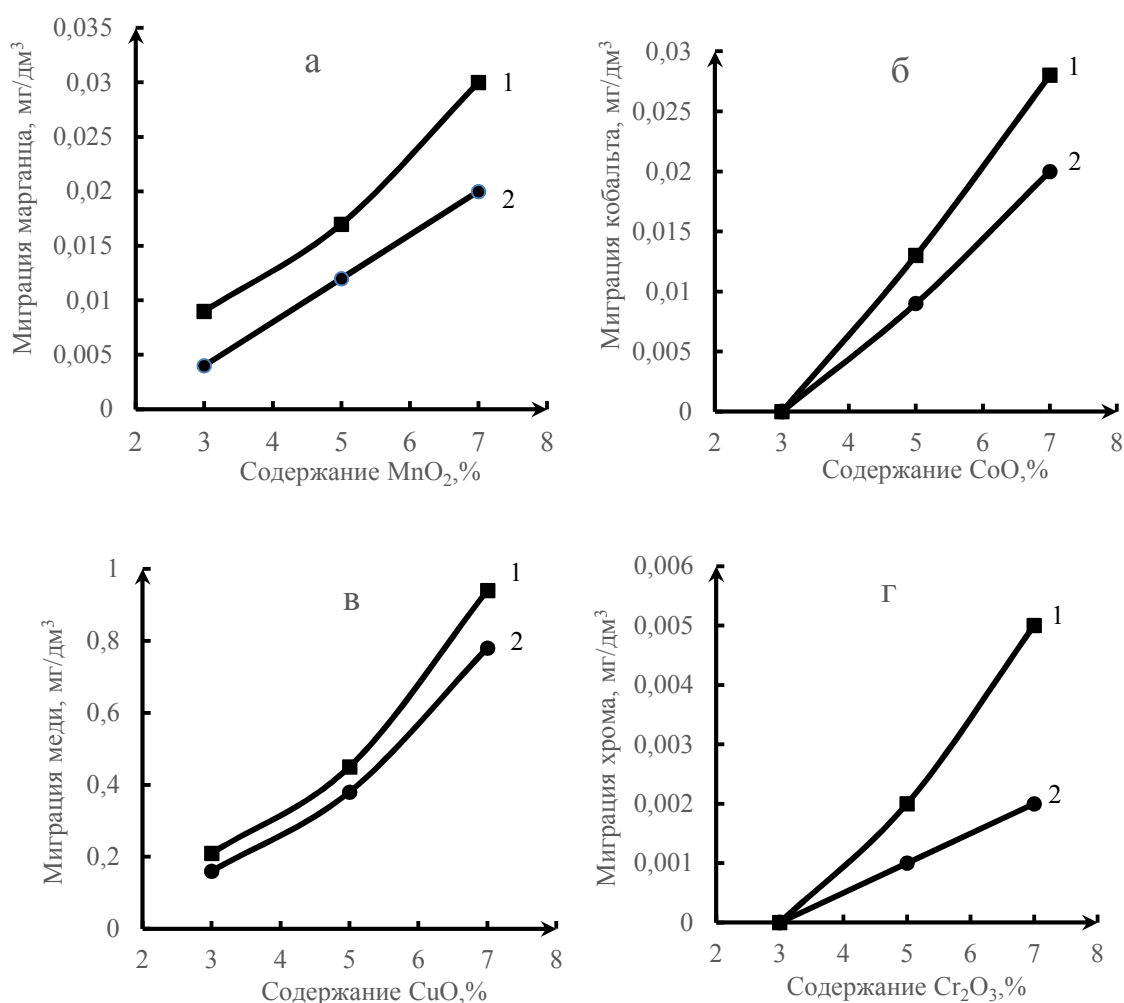 а
Миграция марганца, мг/дм³
0,035
0,03
0,025
0,02
0,015
0,01
0,005
0
2 3 4 5 6 7 8
1
2
Содержание MnO₂,%
б
Миграция кобальта, мг/дм³
0,03
0,025
0,02
0,015
0,01
0,005
0
2 3 4 5 6 7 8
1
2
Содержание CoO,%
в
Миграция меди, мг/дм³
1
0,8
0,6
0,4
0,2
0
2 3 4 5 6 7 8
1
2
Содержание CuO,%
г
Миграция хрома, мг/дм³
0,006
0,005
0,004
0,003
0,002
0,001
0
2 3 4 5 6 7 8
1
2
Содержание Cr₂O₃,%